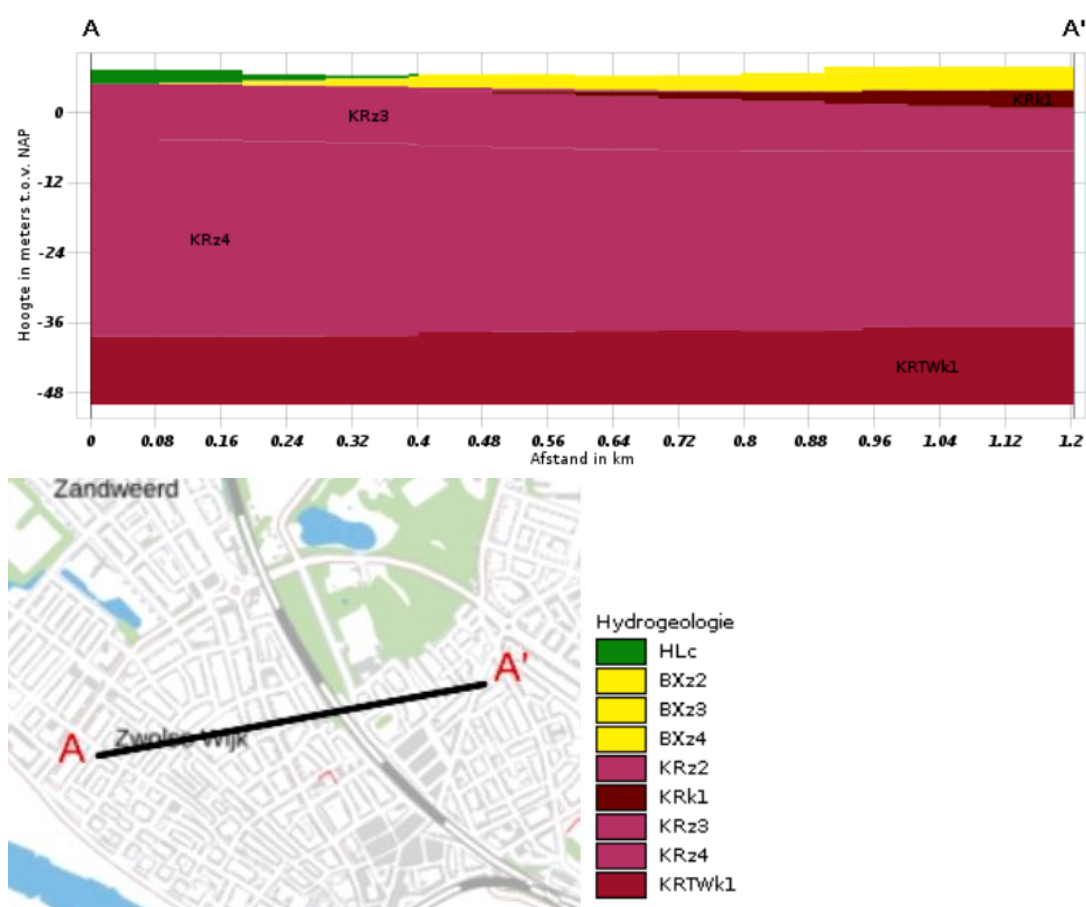 A A'
Hoogte in meters t.o.v. NAP
0
-12
-24
-36
-48
KRz3
KRk1
KRz4
KRTWk1
0 0.08 0.16 0.24 0.32 0.4 0.48 0.56 0.64 0.72 0.8 0.88 0.96 1.04 1.12 1.2
Afstand in km
Zandweerd
A'
A
Zwolse Wijk
Hydrogeologie
HLc
BXz2
BXz3
BXz4
KRz2
KRk1
KRz3
KRz4
KRTWk1